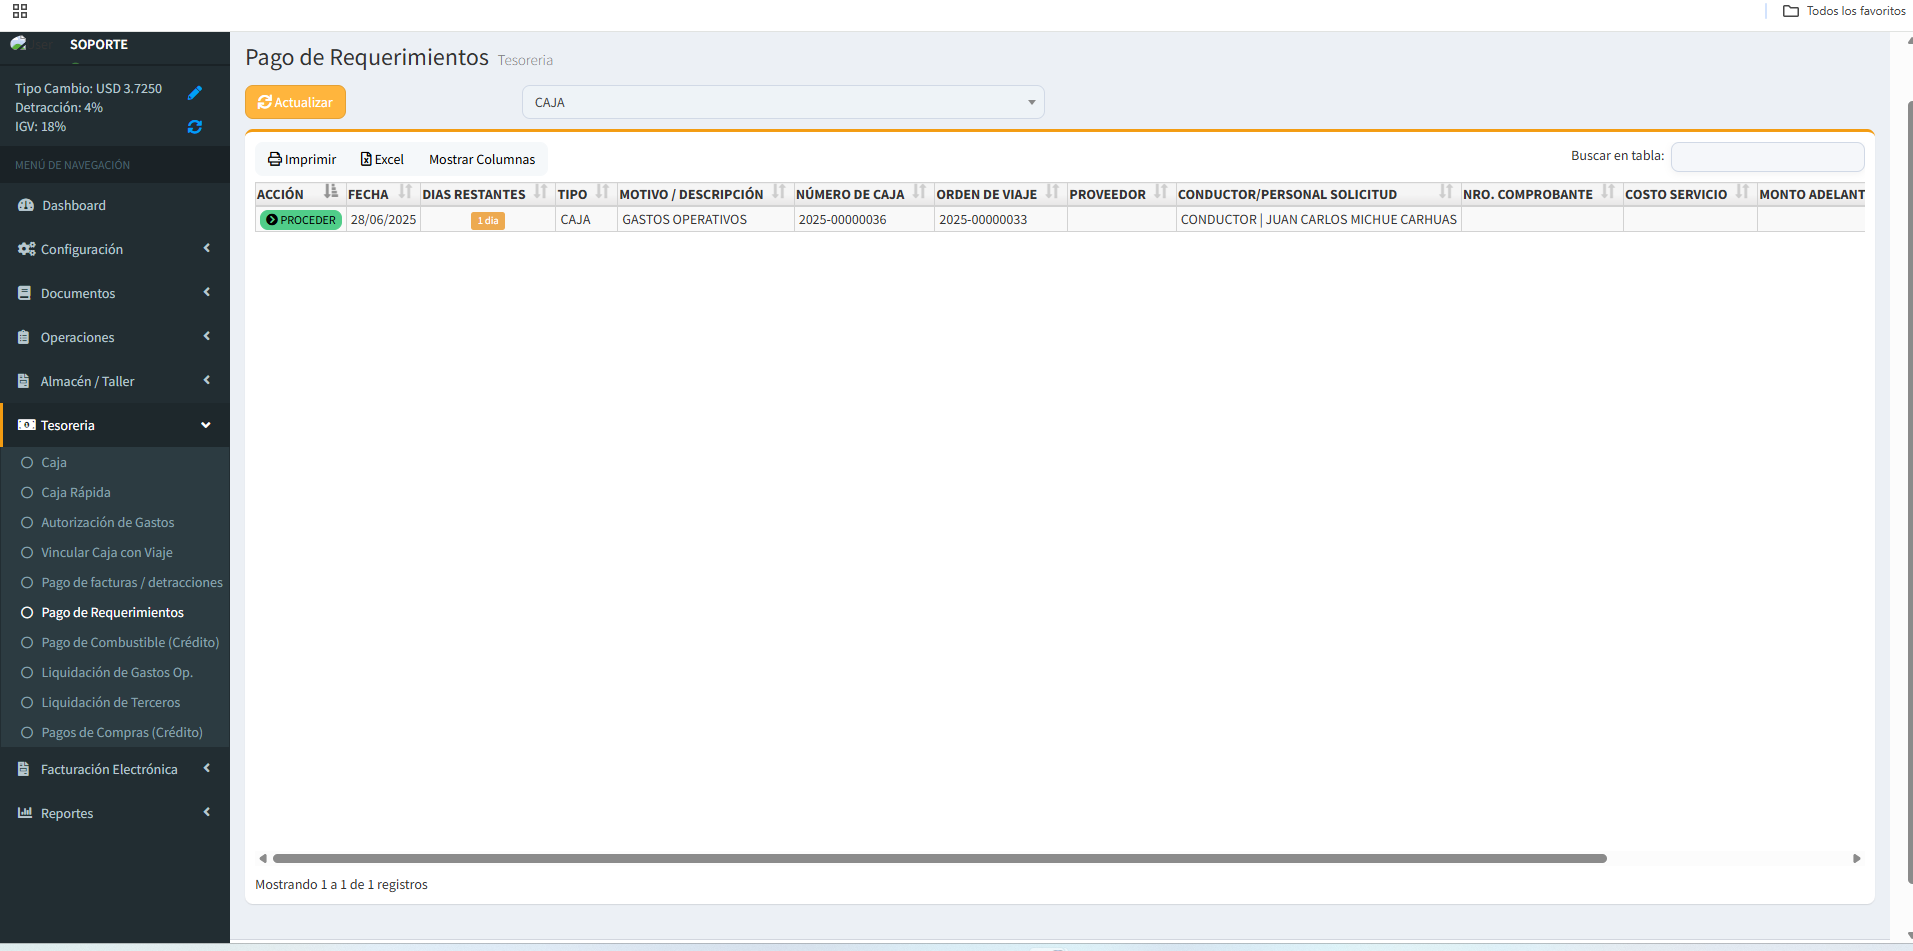 Todos los favoritos
SOPORTE
Tipo Cambio: USD 3.7250
Detracción: 4%
IGV: 18%
MENÚ DE NAVEGACIÓN
Dashboard
Configuración
Documentos
Operaciones
Almacén / Taller
Tesoreria
Caja
Caja Rápida
Autorización de Gastos
Vincular Caja con Viaje
Pago de facturas / detracciones
Pago de Requerimientos
Pago de Combustible (Crédito)
Liquidación de Gastos Op.
Liquidación de Terceros
Pagos de Compras (Crédito)
Facturación Electrónica
Reportes
Pago de Requerimientos Tesoreria
Actualizar CAJA
Imprimir Excel Mostrar Columnas Buscar en tabla:
ACCIÓN FECHA DIAS RESTANTES TIPO MOTIVO / DESCRIPCIÓN NÚMERO DE CAJA ORDEN DE VIAJE PROVEEDOR CONDUCTOR/PERSONAL SOLICITUD NRO. COMPROBANTE COSTO SERVICIO MONTO ADELANT
PROCEDER 28/06/2025 1 dia CAJA GASTOS OPERATIVOS 2025-00000036 2025-00000033 CONDUCTOR | JUAN CARLOS MICHUE CARHUAS
Mostrando 1 a 1 de 1 registros